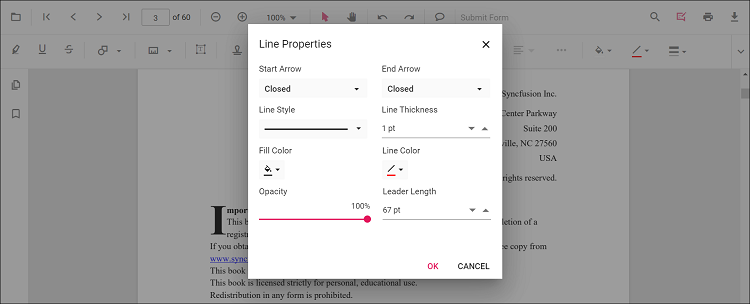 3 of 60 100% Submit Form
Line Properties
Start Arrow End Arrow
Closed Closed
Line Style Line Thickness
1 pt
Fill Color Line Color
Opacity Leader Length
100%
67 pt
OK CANCEL
Syncfusion Inc.
Center Parkway
Suite 200
ville, NC 27560
USA
rights reserved.
Impor
This b etion of a
registr
If you obta e copy from
www.sync
This book
This book is licensed strictly for personal, educational use.
Redistribution in any form is prohibited.